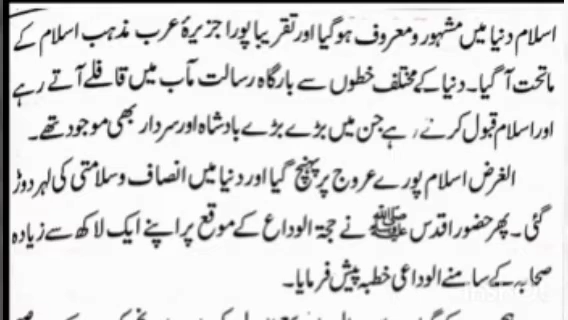 اسلام دنیا میں مشہور و معروف ہوگیا اور تقریباً پورا جزیرۂ عرب مذہب اسلام کے
ماتحت آگیا۔ دنیا کے مختلف خطوں سے بارگاہ رسالت مآب میں قافلے آتے رہے
اور اسلام قبول کرتے رہے جن میں بڑے بڑے بادشاہ اور سردار بھی موجود تھے۔
الغرض اسلام پورے عروج پر پہنچ گیا اور دنیا میں انصاف و سلامتی کی لہر دوڑ
گئی۔ پھر حضور اقدس ﷺ نے حجۃ الوداع کے موقع پر اپنے ایک لاکھ سے زیادہ
صحابہ کے سامنے الوداعی خطبہ پیش فرمایا۔